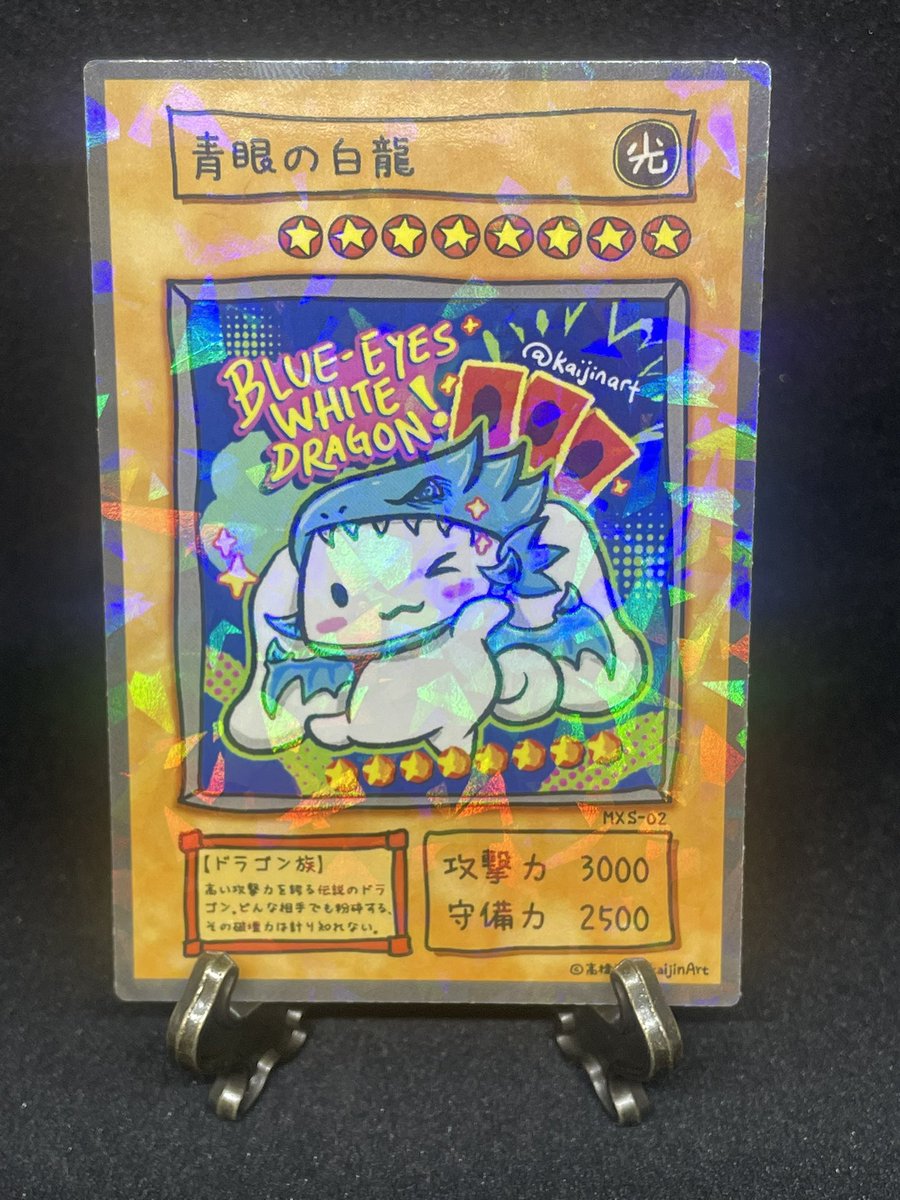 青眼の白龍
光
BLUE-EYES
WHITE
DRAGON!
@kaijinart
MXS-02
【ドラゴン族】
高い攻撃力を誇る伝説のドラ
ゴン。どんな相手でも粉砕する、
その破壊力は計り知れない。
攻撃力 3000
守備力 2500
©高橋 kaijinArt